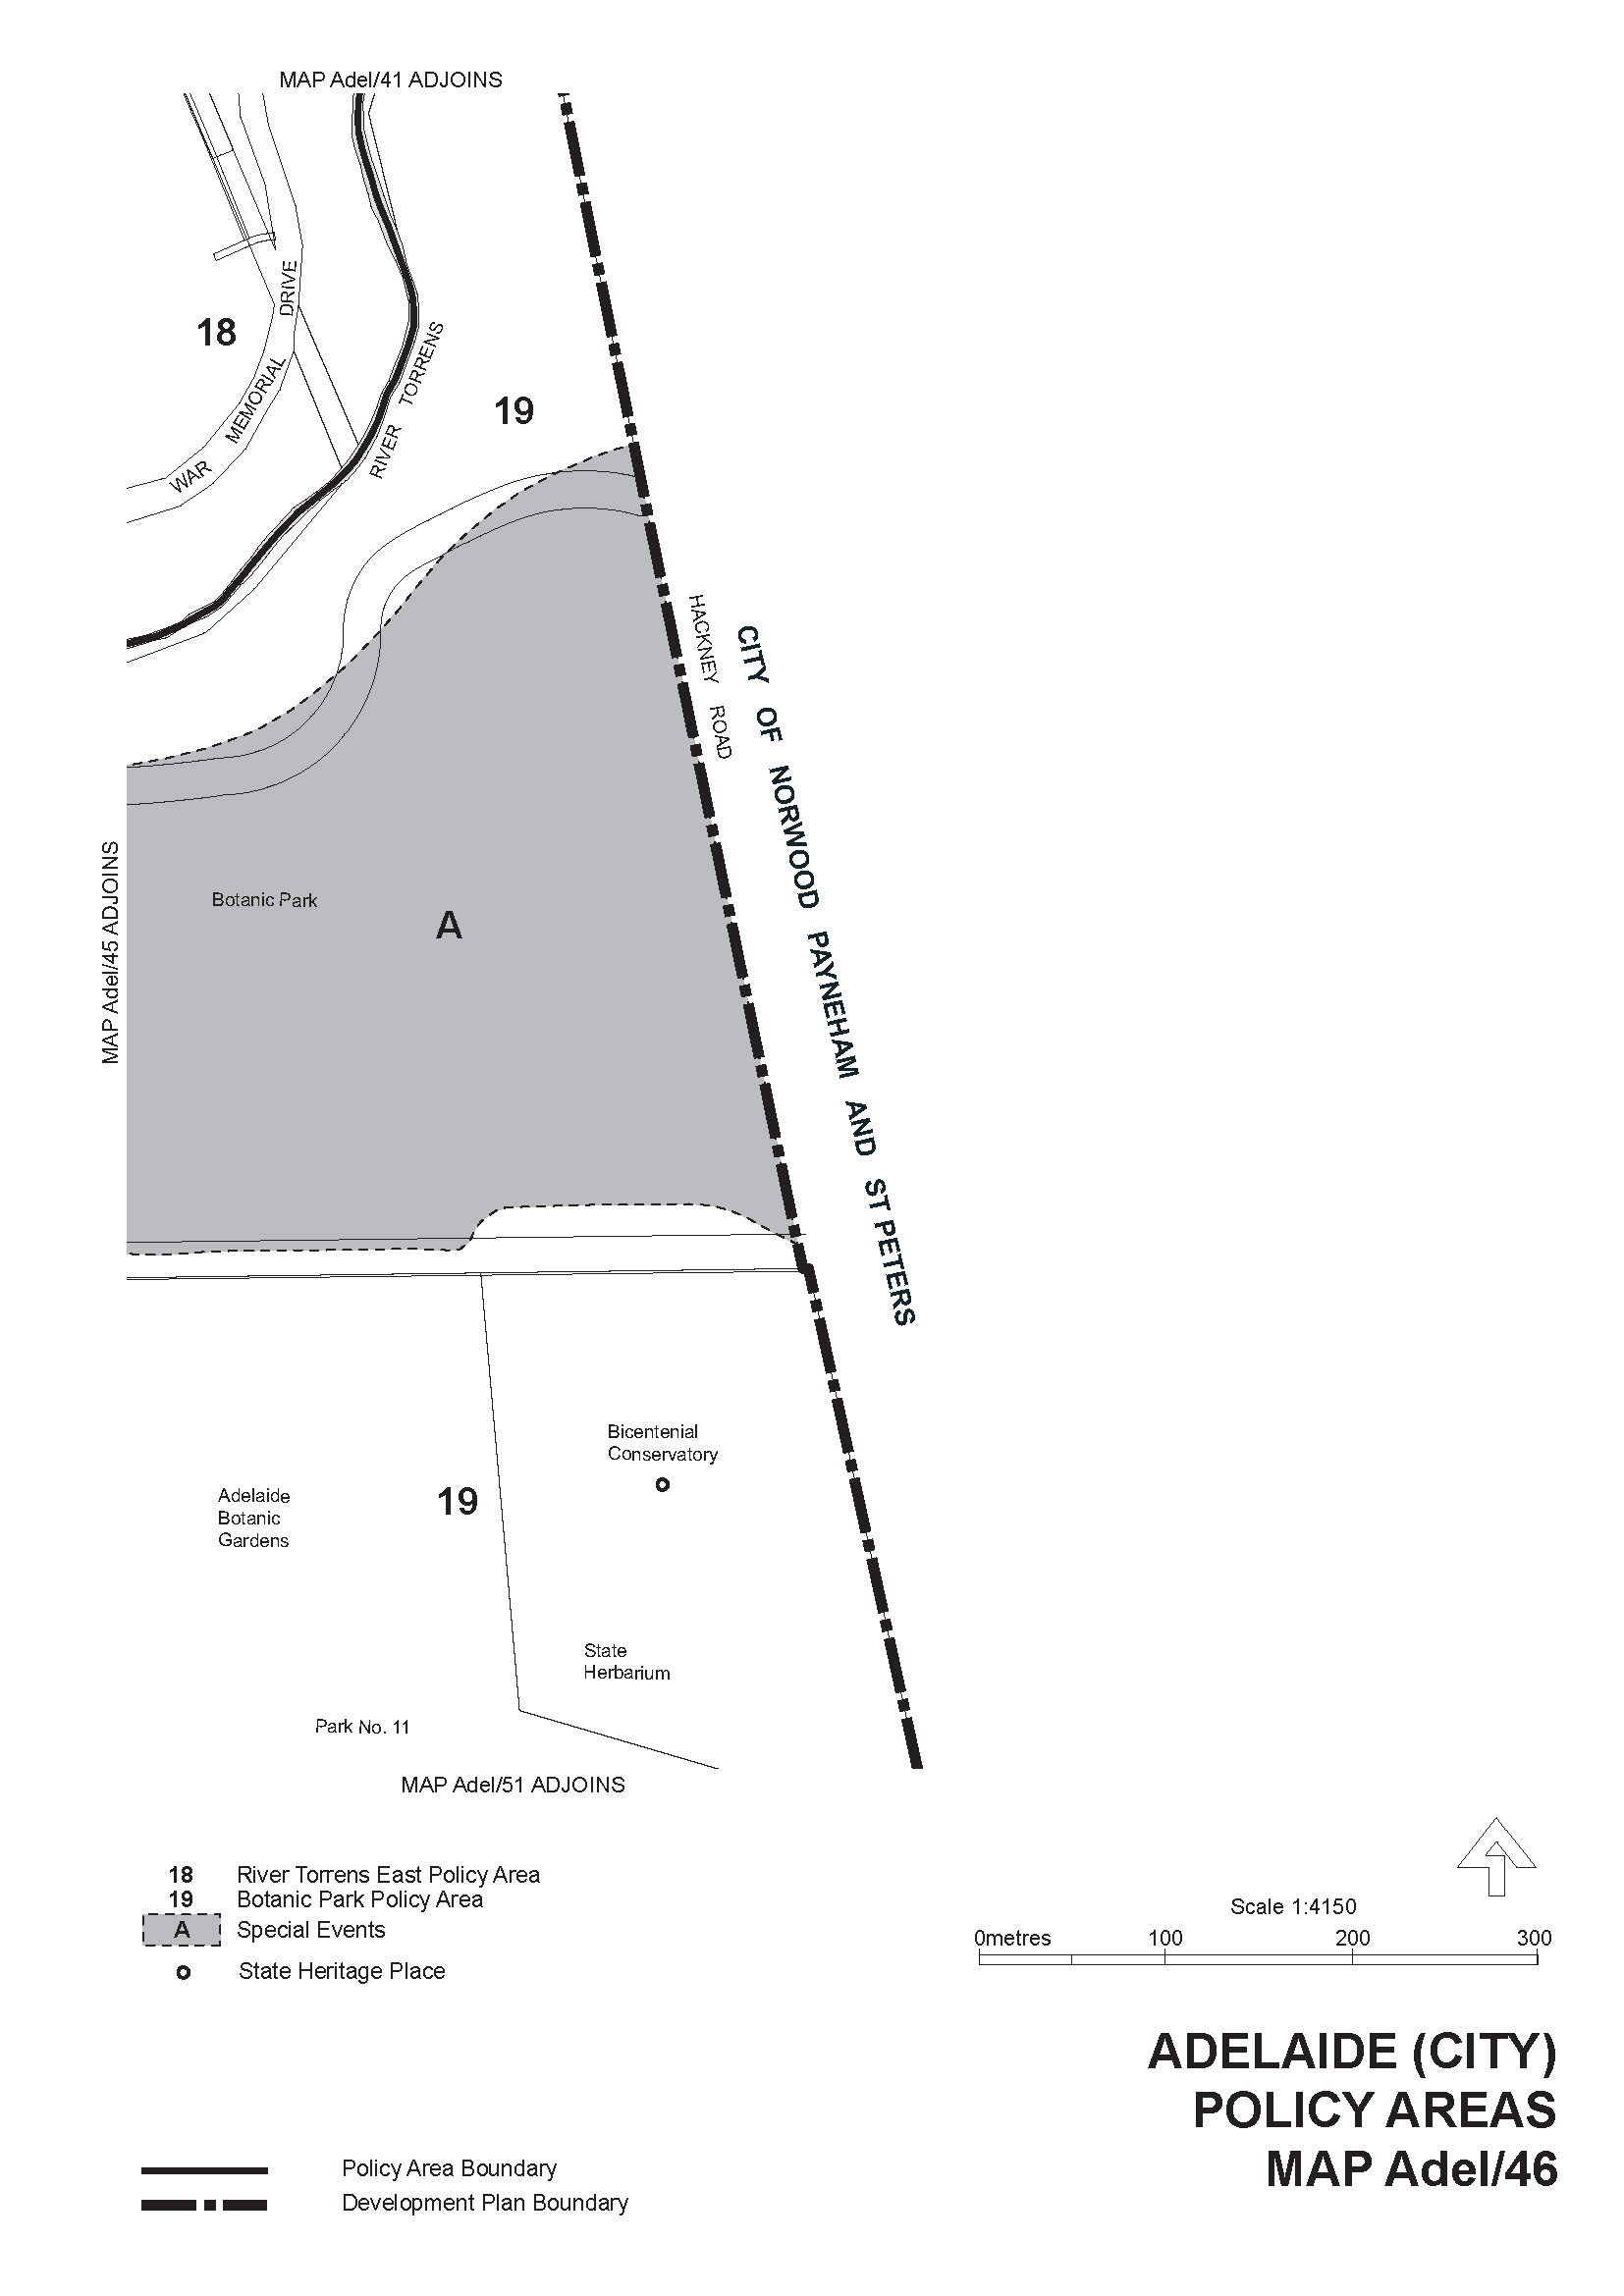 MAP Adel/41 ADJOINS
18
WAR MEMORIAL DRIVE
RIVER TORRENS
19
HACKNEY ROAD
CITY OF NORWOOD PAYNEHAM AND ST PETERS
MAP Adel/45 ADJOINS
Botanic Park
A
Bicentenial
Conservatory
Adelaide
Botanic
Gardens
19
State
Herbarium
Park No. 11
MAP Adel/51 ADJOINS
18 River Torrens East Policy Area
19 Botanic Park Policy Area
A Special Events
State Heritage Place
Scale 1:4150
0metres 100 200 300
ADELAIDE (CITY)
POLICY AREAS
MAP Adel/46
Policy Area Boundary
Development Plan Boundary